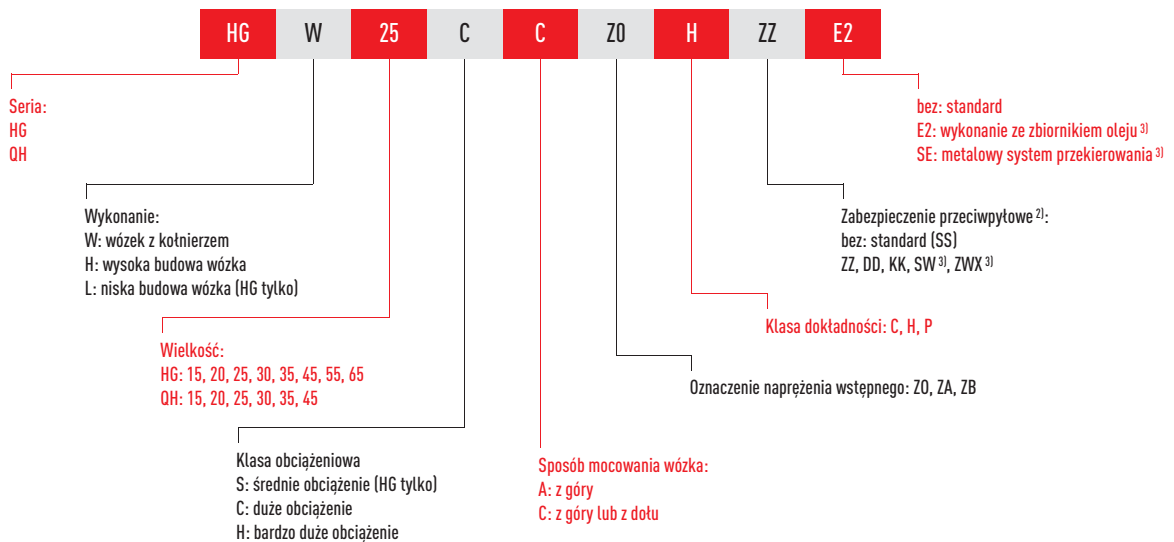 HG W 25 C C Z0 H ZZ E2
Seria:
HG
QH
bez: standard
E2: wykonanie ze zbiornikiem oleju 3)
SE: metalowy system przekierowania 3)
Wykonanie:
W: wózek z kołnierzem
H: wysoka budowa wózka
L: niska budowa wózka (HG tylko)
Zabezpieczenie przeciwpyłowe 2):
bez: standard (SS)
ZZ, DD, KK, SW 3), ZWX 3)
Wielkość:
HG: 15, 20, 25, 30, 35, 45, 55, 65
QH: 15, 20, 25, 30, 35, 45
Klasa dokładności: C, H, P
Oznaczenie naprężenia wstępnego: Z0, ZA, ZB
Klasa obciążeniowa
S: średnie obciążenie (HG tylko)
C: duże obciążenie
H: bardzo duże obciążenie
Sposób mocowania wózka:
A: z góry
C: z góry lub z dołu